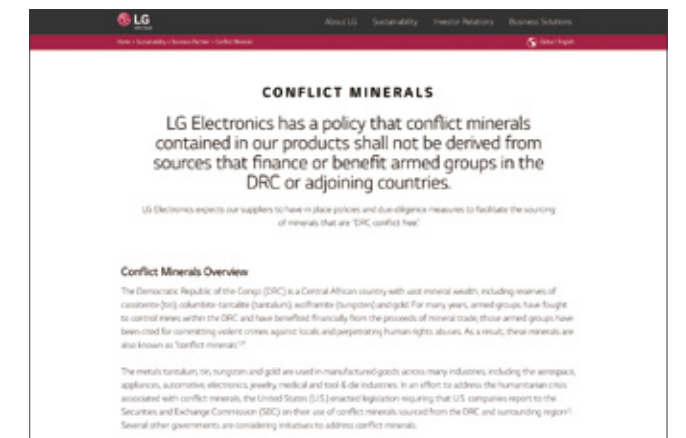 LG
About LG Sustainability Investor Relations Business Solutions
Home > Sustainability > Business Partner > Conflict Minerals
Global / English
CONFLICT MINERALS
LG Electronics has a policy that conflict minerals
contained in our products shall not be derived from
sources that finance or benefit armed groups in the
DRC or adjoining countries.
LG Electronics expects our suppliers to have in place policies and due diligence measures to facilitate the sourcing
of minerals that are "DRC conflict free."
Conflict Minerals Overview
The Democratic Republic of the Congo (DRC) is a Central African country with vast mineral wealth, including reserves of
cassiterite (tin), columbite-tantalite (tantalum), wolframite (tungsten) and gold. For many years, armed groups have fought
to control mines within the DRC and have benefited financially from the proceeds of mineral trade; those armed groups have
been cited for committing violent crimes against locals and perpetrating human rights abuses. As a result, these minerals are
also known as "conflict minerals"
The metals tantalum, tin, tungsten and gold are used in manufactured goods across many industries, including the aerospace,
appliances, automotive, electronics, jewelry, medical and tool & die industries. In an effort to address the humanitarian crisis
associated with conflict minerals, the United States (U.S.) enacted legislation requiring that U.S. companies report to the
Securities and Exchange Commission (SEC) on their use of conflict minerals sourced from the DRC and surrounding region
Several other governments are considering initiatives to address conflict minerals.